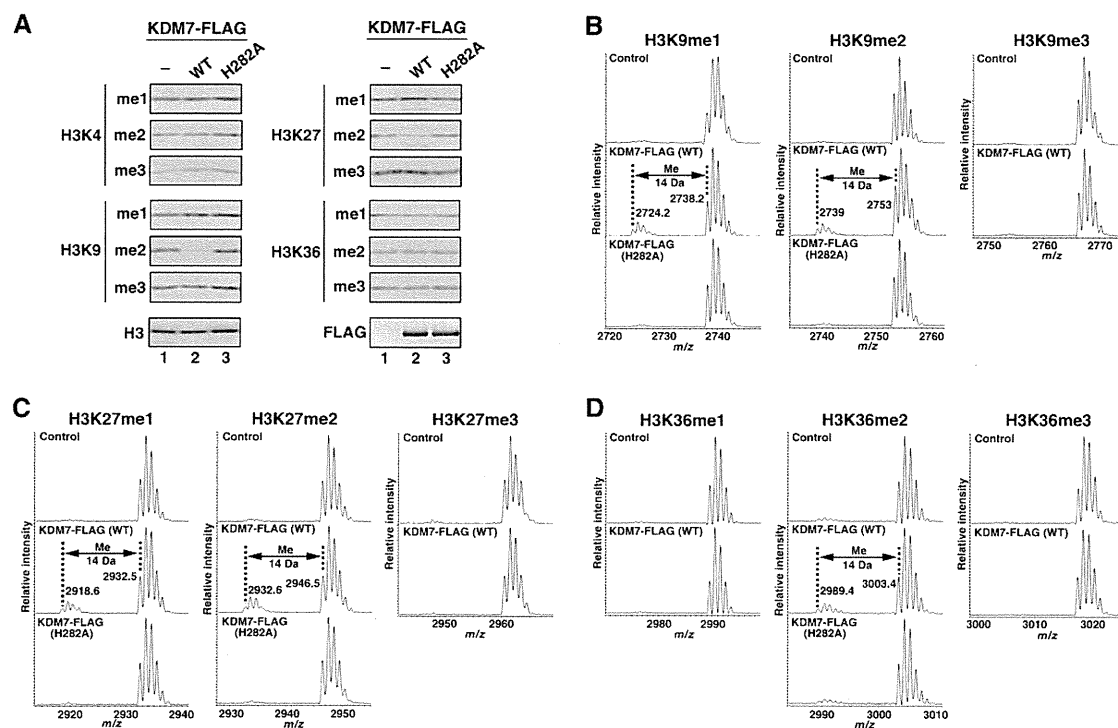 A
KDM7-FLAG
– WT H282A
H3K4
me1
me2
me3
H3K9
me1
me2
me3
H3
1 2 3
KDM7-FLAG
– WT H282A
H3K27
me1
me2
me3
H3K36
me1
me2
me3
FLAG
1 2 3
B
H3K9me1
Control
KDM7-FLAG (WT)
Me
14 Da
2738.2
2724.2
KDM7-FLAG
(H282A)
Relative intensity
2720 2730 2740
m/z
H3K9me2
Control
KDM7-FLAG (WT)
Me
14 Da
2753
2739
KDM7-FLAG
(H282A)
Relative intensity
2740 2750 2760
m/z
H3K9me3
Control
KDM7-FLAG (WT)
Relative intensity
2750 2760 2770
m/z
C
H3K27me1
Control
KDM7-FLAG (WT)
Me
14 Da
2932.5
2918.6
KDM7-FLAG
(H282A)
Relative intensity
2920 2930 2940
m/z
H3K27me2
Control
KDM7-FLAG (WT)
Me
14 Da
2946.5
2932.6
KDM7-FLAG
(H282A)
Relative intensity
2930 2940 2950
m/z
H3K27me3
Control
KDM7-FLAG (WT)
Relative intensity
2950 2960
m/z
D
H3K36me1
Control
KDM7-FLAG (WT)
Relative intensity
2980 2990
m/z
H3K36me2
Control
KDM7-FLAG (WT)
Me
14 Da
3003.4
2989.4
KDM7-FLAG
(H282A)
Relative intensity
2990 3000 3010
m/z
H3K36me3
Control
KDM7-FLAG (WT)
Relative intensity
3000 3010 3020
m/z